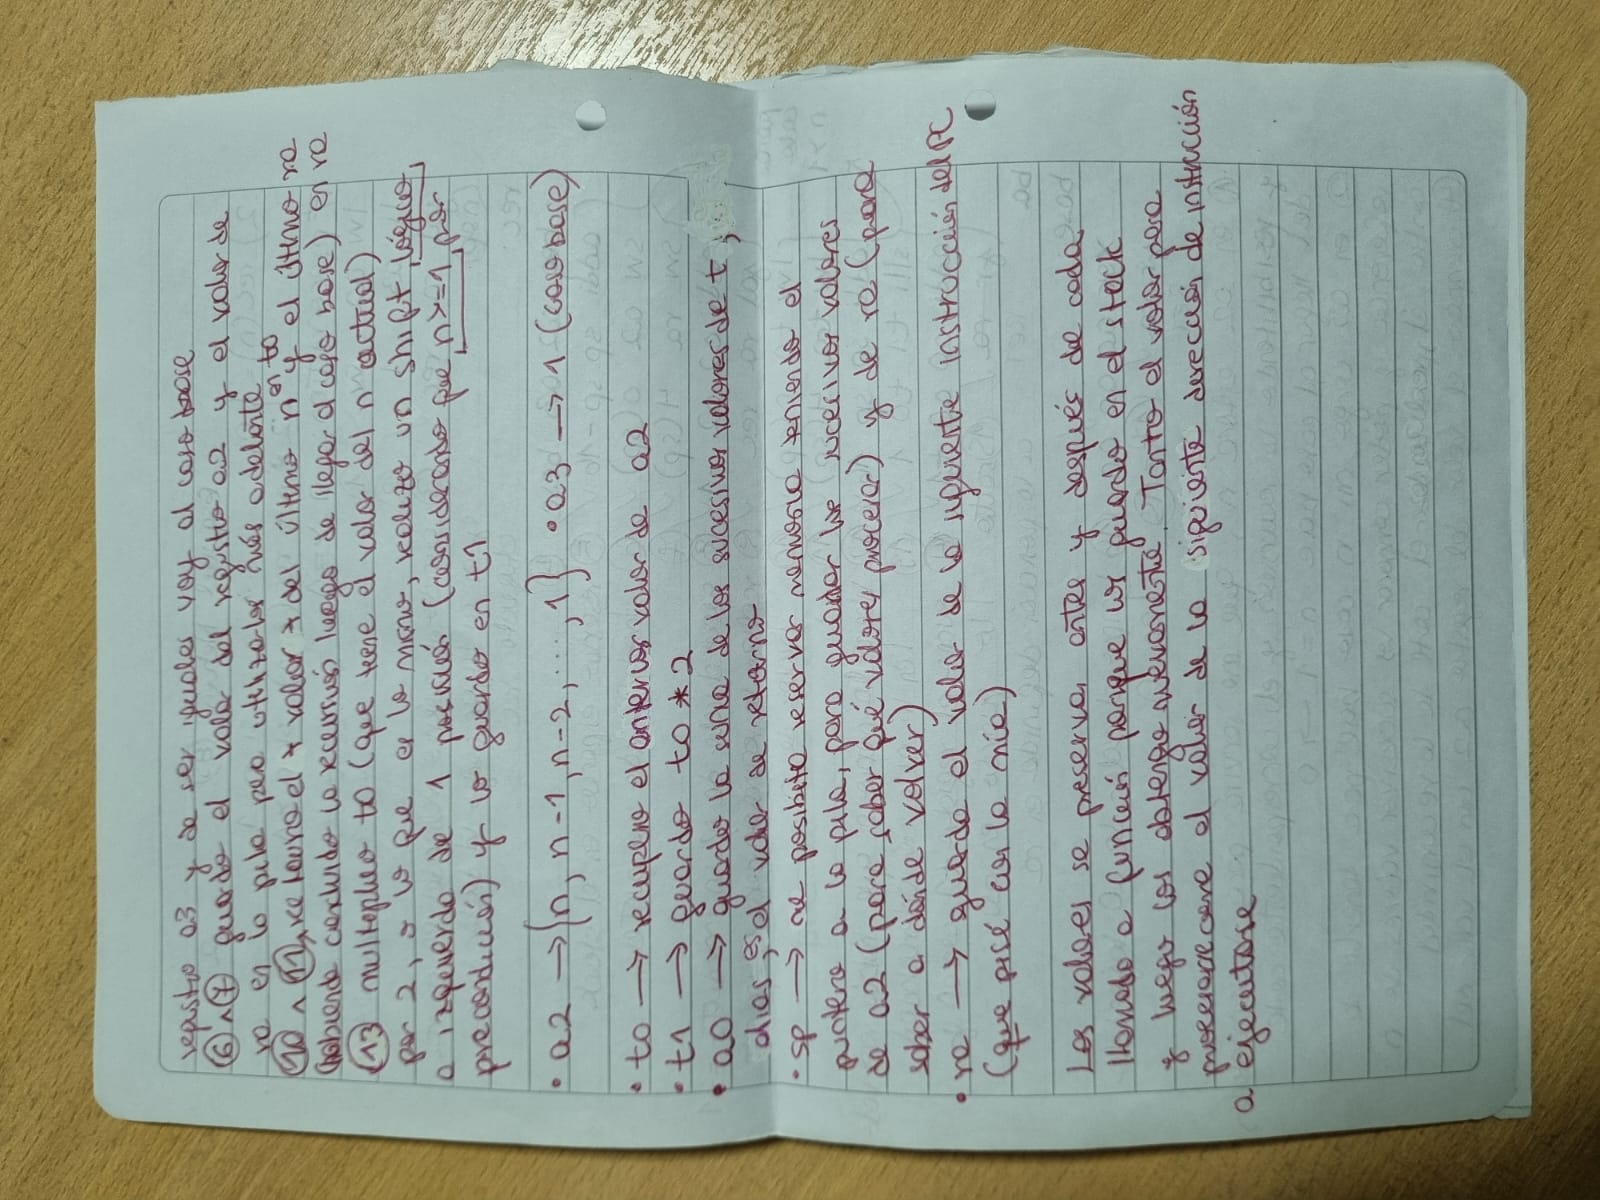 registro a3 y de ser iguales voy al caso base
⑥ ∧ ⑦ guardo el valor del registro a2 y el valor de
ra en la pila para utilizarlos más adelante
⑩ ∧ ⑪ retorno el * valor * del último n en t0 y el último ra
(habiendo concluido la recursión luego de llegar al caso base) en ra
⑬ multiplico t0 (que tiene el valor del n actual)
por 2, o lo que es lo mismo, realizo un shift lógico
a izquierda de 1 posición (considerando que n>=1 por
precondición) y lo guardo en t1
• a2 → {n, n-1, n-2, ..., 1} • a3 → 1 (caso base)
• t0 → recupero el anterior valor de a2
• t1 → guardo t0 * 2
• a0 → guarda la suma de los sucesivos valores de t,
es el valor de retorno
• sp → me posibilita reservar memoria teniendo el
puntero a la pila, para guardar los sucesivos valores
de a2 (para saber qué valores procesar) y de ra (para
saber a dónde volver)
• ra → guarda el valor de la siguiente instrucción del PC
(que pisé con la mía)
Los valores se preservan antes y después de cada
llamado a función porque los guardo en el stack
y luego los obtengo nuevamente. Tanto el valor para
el valor de la siguiente dirección de instrucción
a ejecutarse